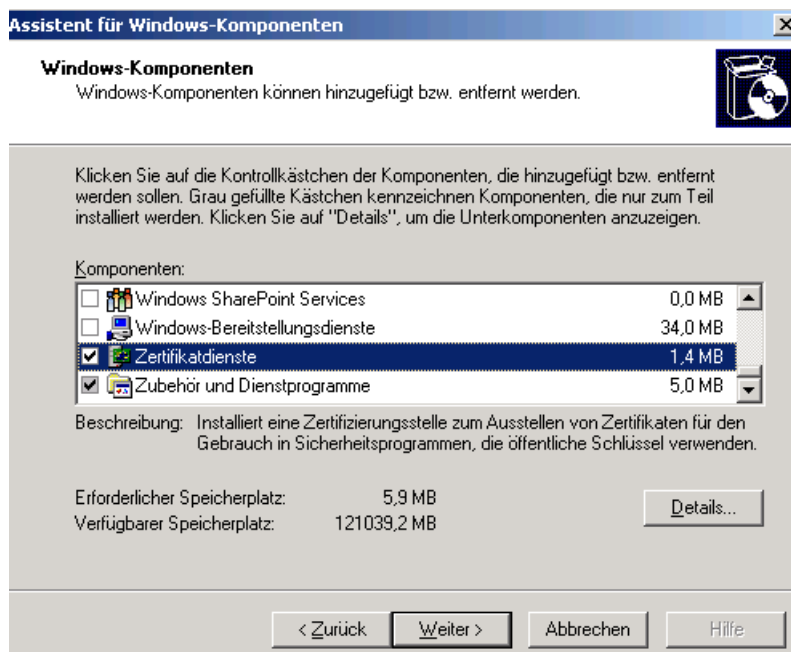 Assistent für Windows-Komponenten
Windows-Komponenten
Windows-Komponenten können hinzugefügt bzw. entfernt werden.
Klicken Sie auf die Kontrollkästchen der Komponenten, die hinzugefügt bzw. entfernt
werden sollen. Grau gefüllte Kästchen kennzeichnen Komponenten, die nur zum Teil
installiert werden. Klicken Sie auf "Details", um die Unterkomponenten anzuzeigen.
Komponenten:
Windows SharePoint Services 0,0 MB
Windows-Bereitstellungsdienste 34,0 MB
Zertifikatdienste 1,4 MB
Zubehör und Dienstprogramme 5,0 MB
Beschreibung: Installiert eine Zertifizierungsstelle zum Ausstellen von Zertifikaten für den
Gebrauch in Sicherheitsprogrammen, die öffentliche Schlüssel verwenden.
Erforderlicher Speicherplatz: 5,9 MB
Verfügbarer Speicherplatz: 121039,2 MB
Details...
< Zurück Weiter > Abbrechen Hilfe